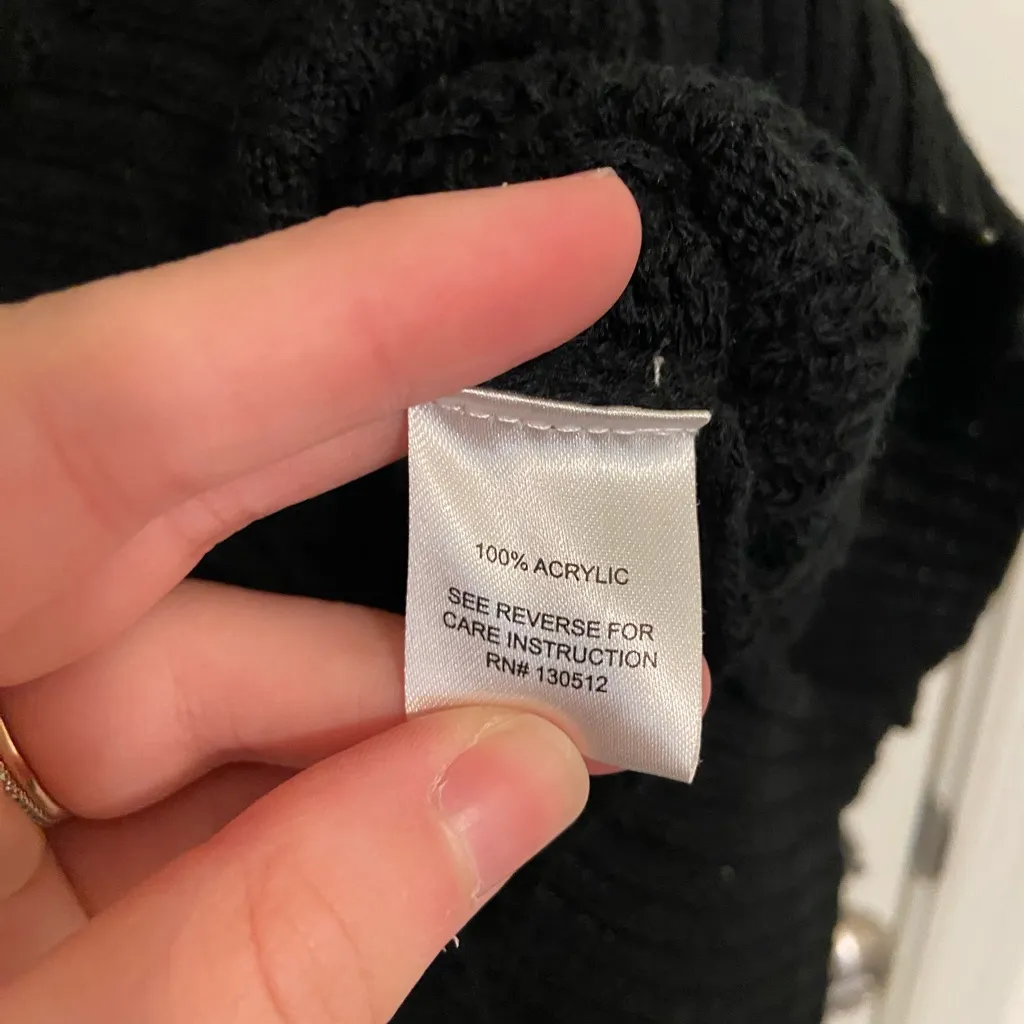 100% ACRYLIC
SEE REVERSE FOR
CARE INSTRUCTION
RN# 130512